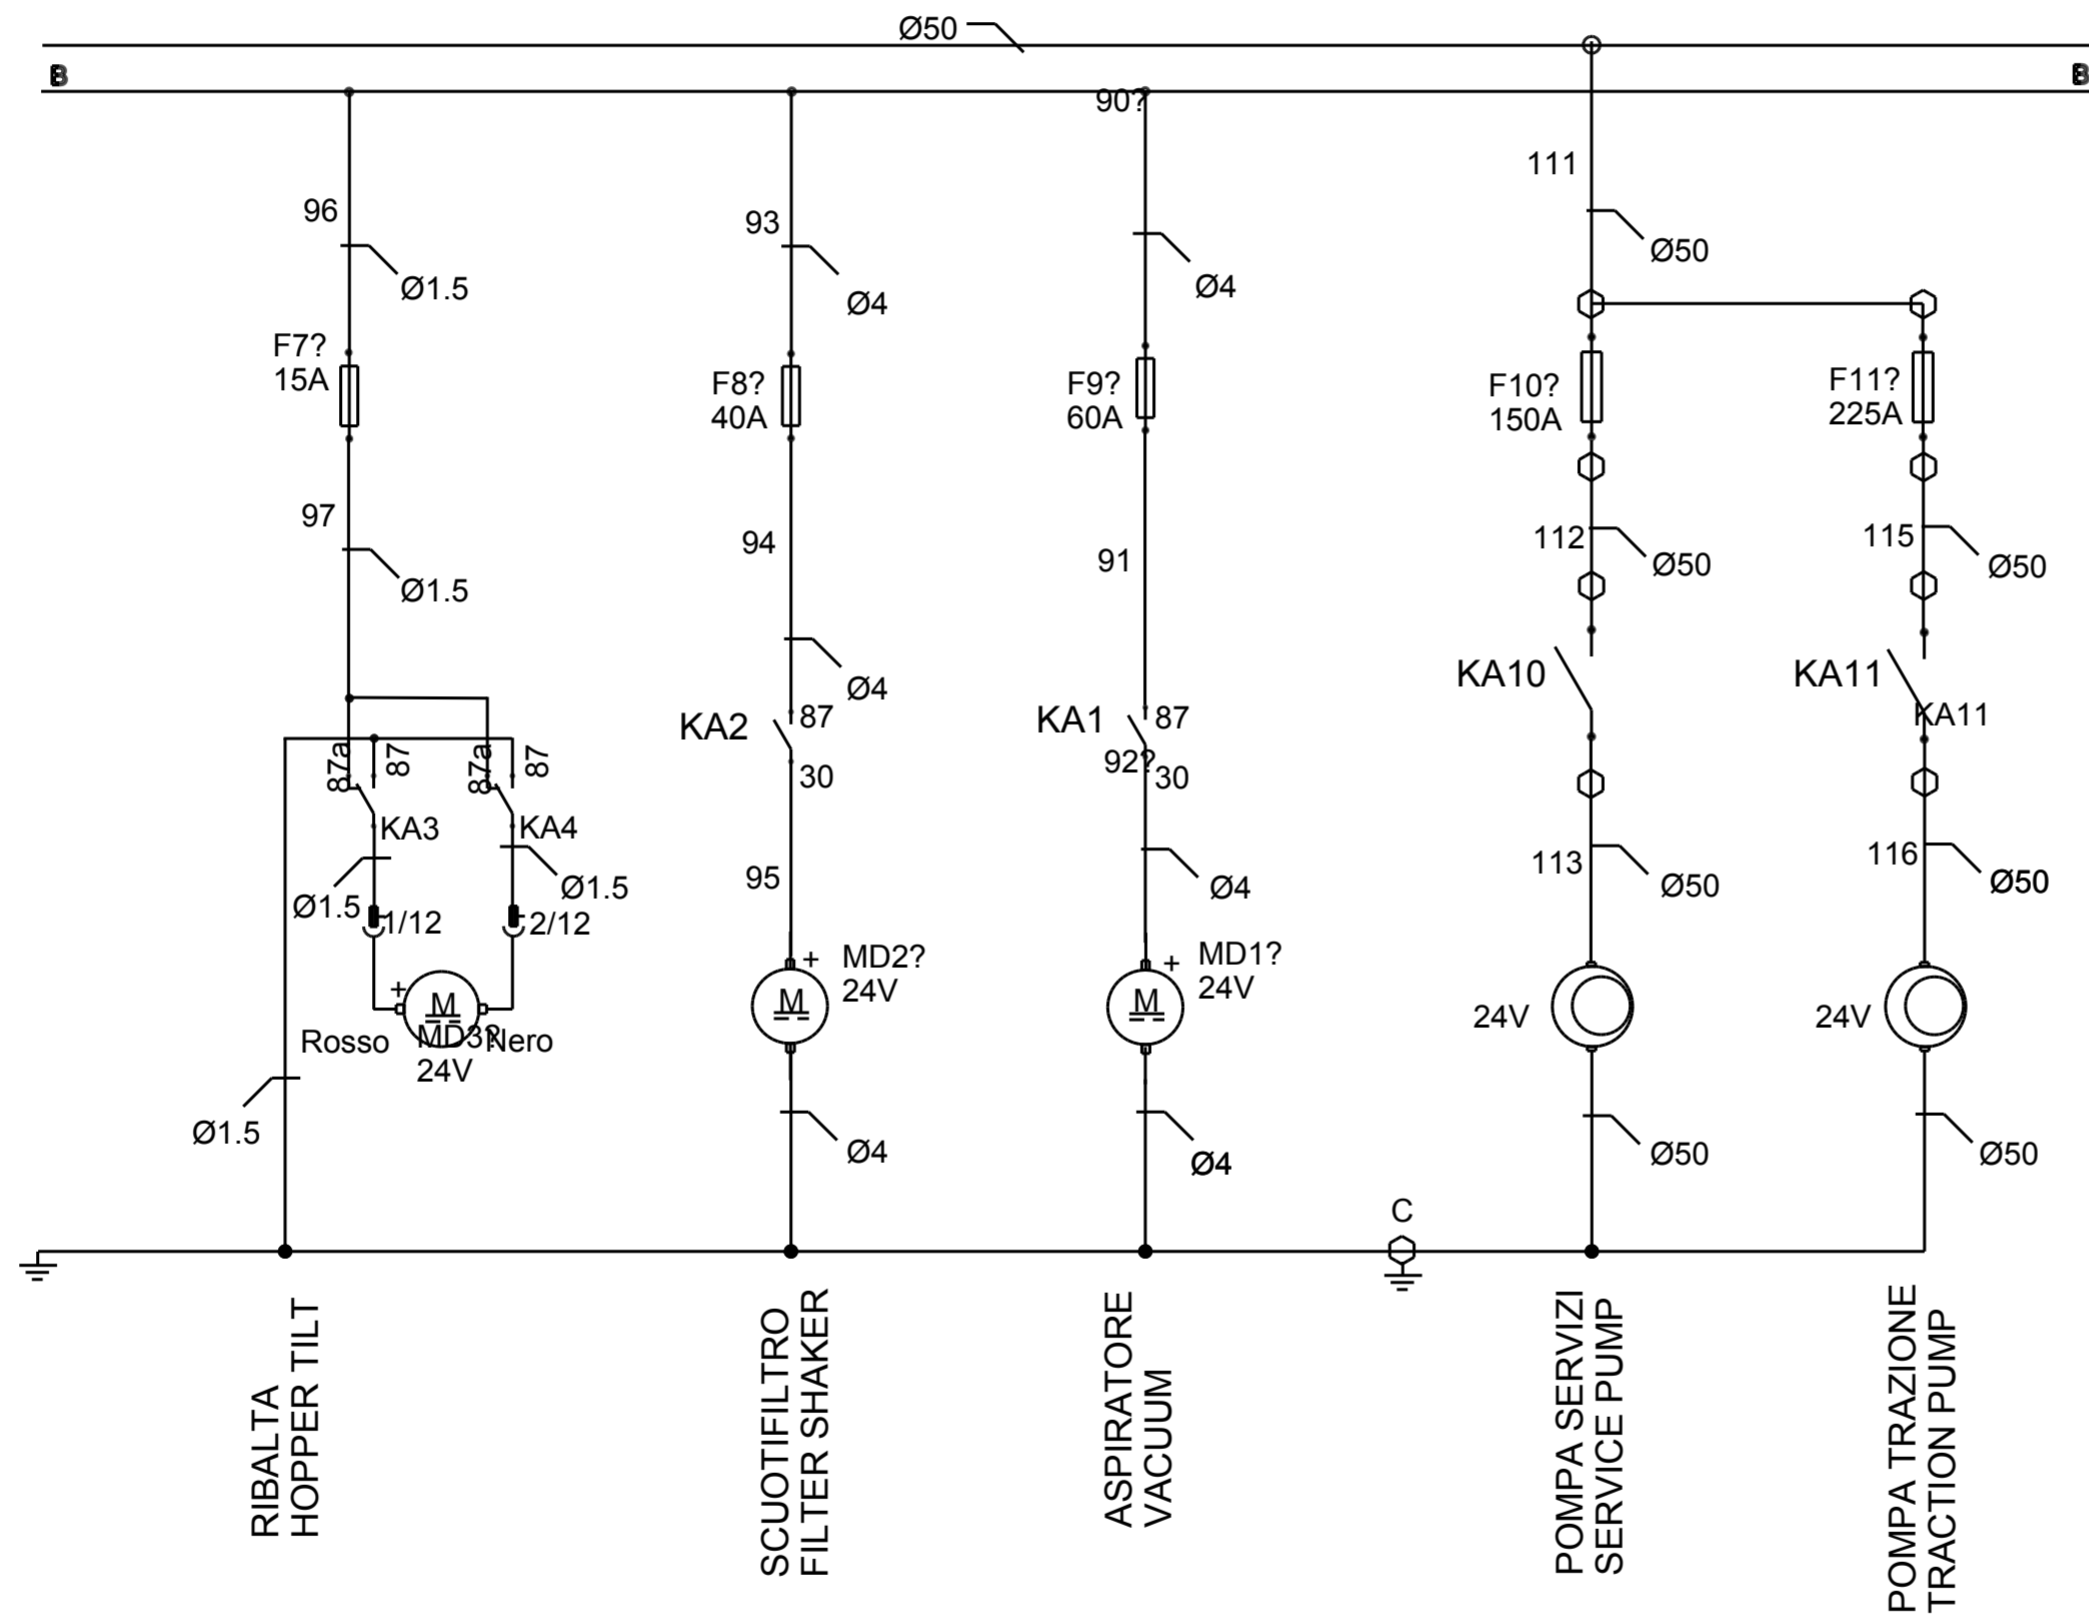 Ø50
B
B
90?
111
96
93
Ø50
Ø1.5
Ø4
Ø4
F7?
15A
F8?
40A
F9?
60A
F10?
150A
F11?
225A
97
94
91
112
115
Ø1.5
Ø50
Ø50
Ø4
KA2
87
30
KA1
87
92?
30
KA10
KA11
KA11
87a
87
87a
87
KA3
KA4
Ø1.5
Ø1.5
1/12
2/12
95
Ø4
113
116
Ø50
Ø50
+
M
MD3?
24V
Rosso
Nero
+
MD2?
24V
M
+
MD1?
24V
M
24V
24V
Ø1.5
Ø4
Ø4
Ø50
Ø50
C
RIBALTA
HOPPER TILT
SCUOTIFILTRO
FILTER SHAKER
ASPIRATORE
VACUUM
POMPA SERVIZI
SERVICE PUMP
POMPA TRAZIONE
TRACTION PUMP